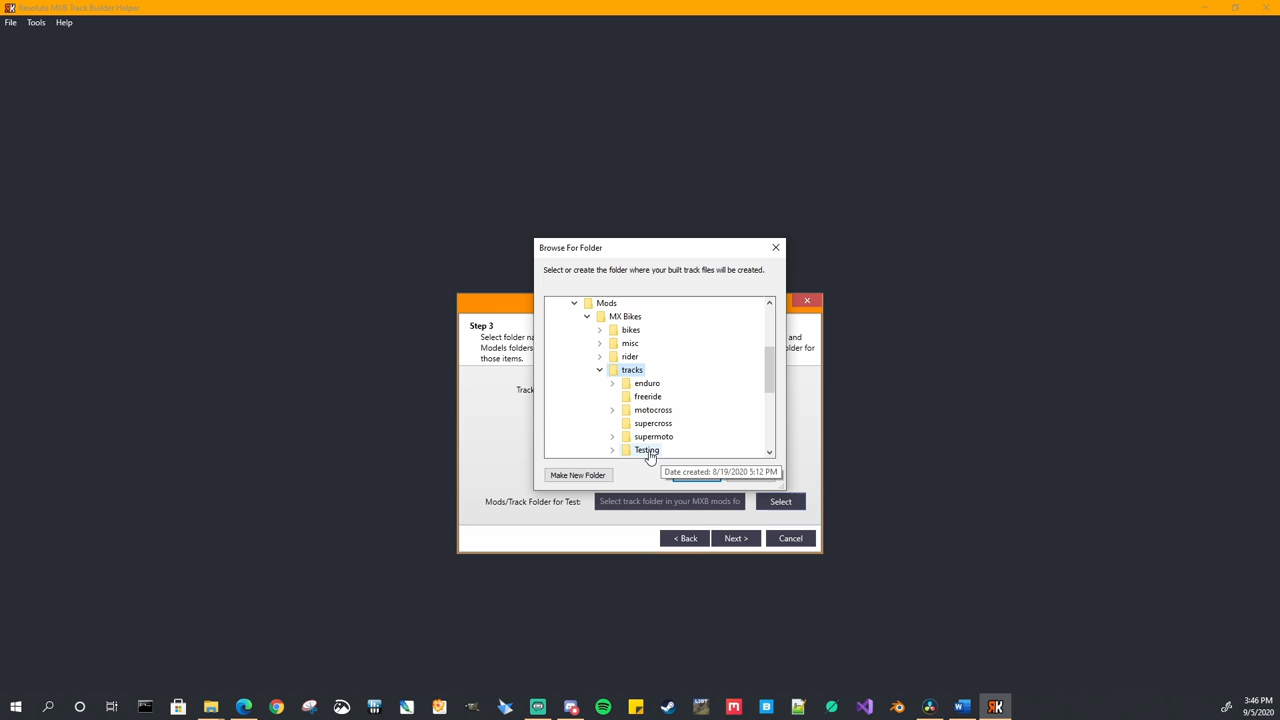 Resolute MXB Track Builder Helper
File Tools Help
Browse For Folder
Select or create the folder where your built track files will be created.
Mods
MX Bikes
bikes
misc
rider
tracks
enduro
freeride
motocross
supercross
supermoto
Testing
Date created: 8/19/2020 5:12 PM
Make New Folder
Step 3
Select folder na
and
Models folders
older for
those items.
Track
Mods/Track Folder for Test: Select track folder in your MXB mods fo Select
< Back Next > Cancel
3:46 PM
9/5/2020